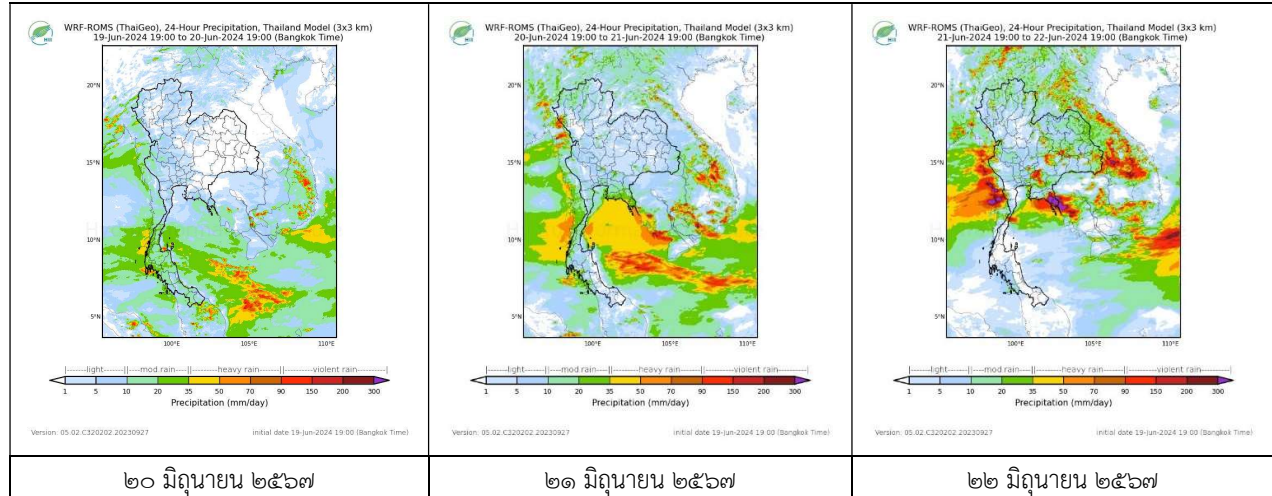 WRF-ROMS (ThaiGeo), 24-Hour Precipitation, Thailand Model (3x3 km)
19-Jun-2024 19:00 to 20-Jun-2024 19:00 (Bangkok Time)
20°N
15°N
10°N
5°N
100°E 105°E 110°E
light mod rain heavy rain violent rain
1 5 10 20 35 50 70 90 150 200 300
Precipitation (mm/day)
Version: 05.02.C320202.20230927 initial date 19-Jun-2024 19:00 (Bangkok Time)
๒๐ มิถุนายน ๒๕๖๗
WRF-ROMS (ThaiGeo), 24-Hour Precipitation, Thailand Model (3x3 km)
20-Jun-2024 19:00 to 21-Jun-2024 19:00 (Bangkok Time)
20°N
15°N
10°N
5°N
100°E 105°E 110°E
light mod rain heavy rain violent rain
1 5 10 20 35 50 70 90 150 200 300
Precipitation (mm/day)
Version: 05.02.C320202.20230927 initial date 19-Jun-2024 19:00 (Bangkok Time)
๒๑ มิถุนายน ๒๕๖๗
WRF-ROMS (ThaiGeo), 24-Hour Precipitation, Thailand Model (3x3 km)
21-Jun-2024 19:00 to 22-Jun-2024 19:00 (Bangkok Time)
20°N
15°N
10°N
5°N
100°E 105°E 110°E
light mod rain heavy rain violent rain
1 5 10 20 35 50 70 90 150 200 300
Precipitation (mm/day)
Version: 05.02.C320202.20230927 initial date 19-Jun-2024 19:00 (Bangkok Time)
๒๒ มิถุนายน ๒๕๖๗